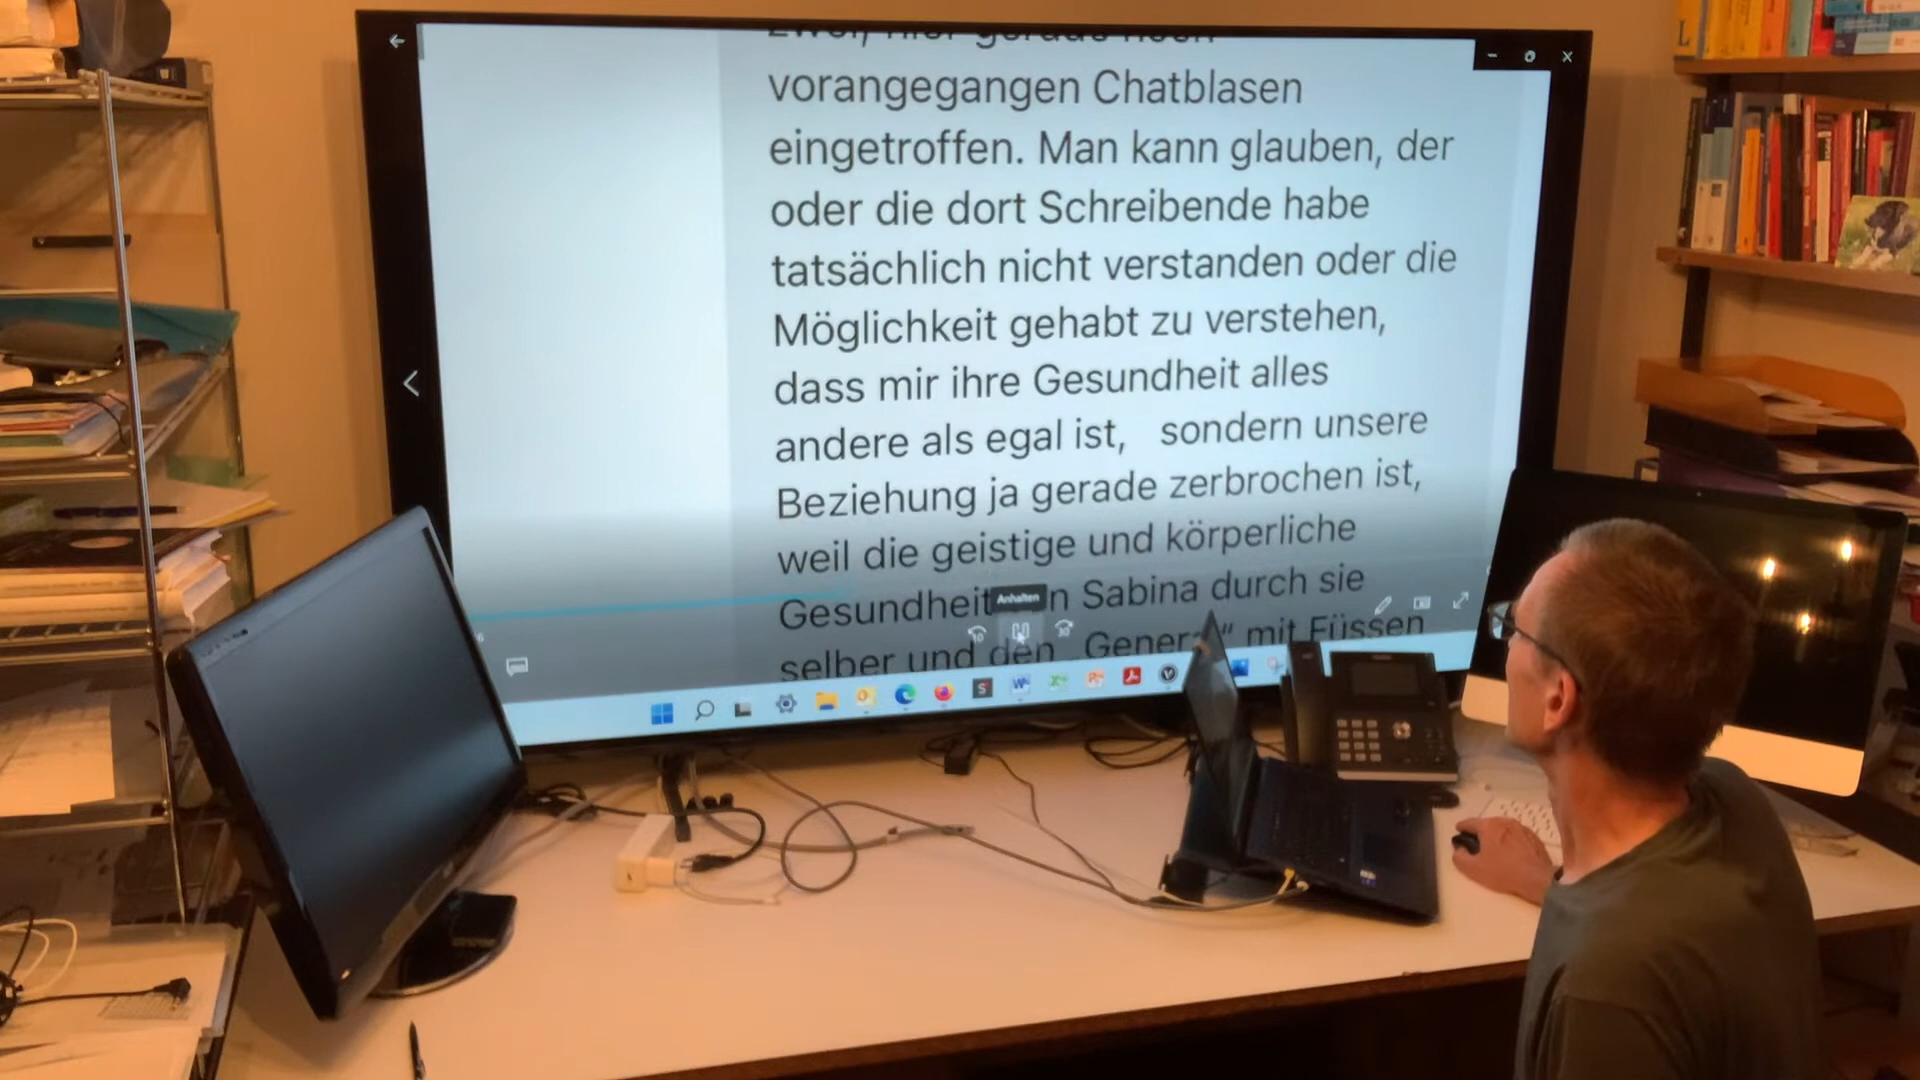 vorangegangen Chatblasen
eingetroffen. Man kann glauben, der
oder die dort Schreibende habe
tatsächlich nicht verstanden oder die
Möglichkeit gehabt zu verstehen,
dass mir ihre Gesundheit alles
andere als egal ist, sondern unsere
Beziehung ja gerade zerbrochen ist,
weil die geistige und körperliche
Gesundheit n Sabina durch sie
Anhalten
selber und den mit Füssen
10
30